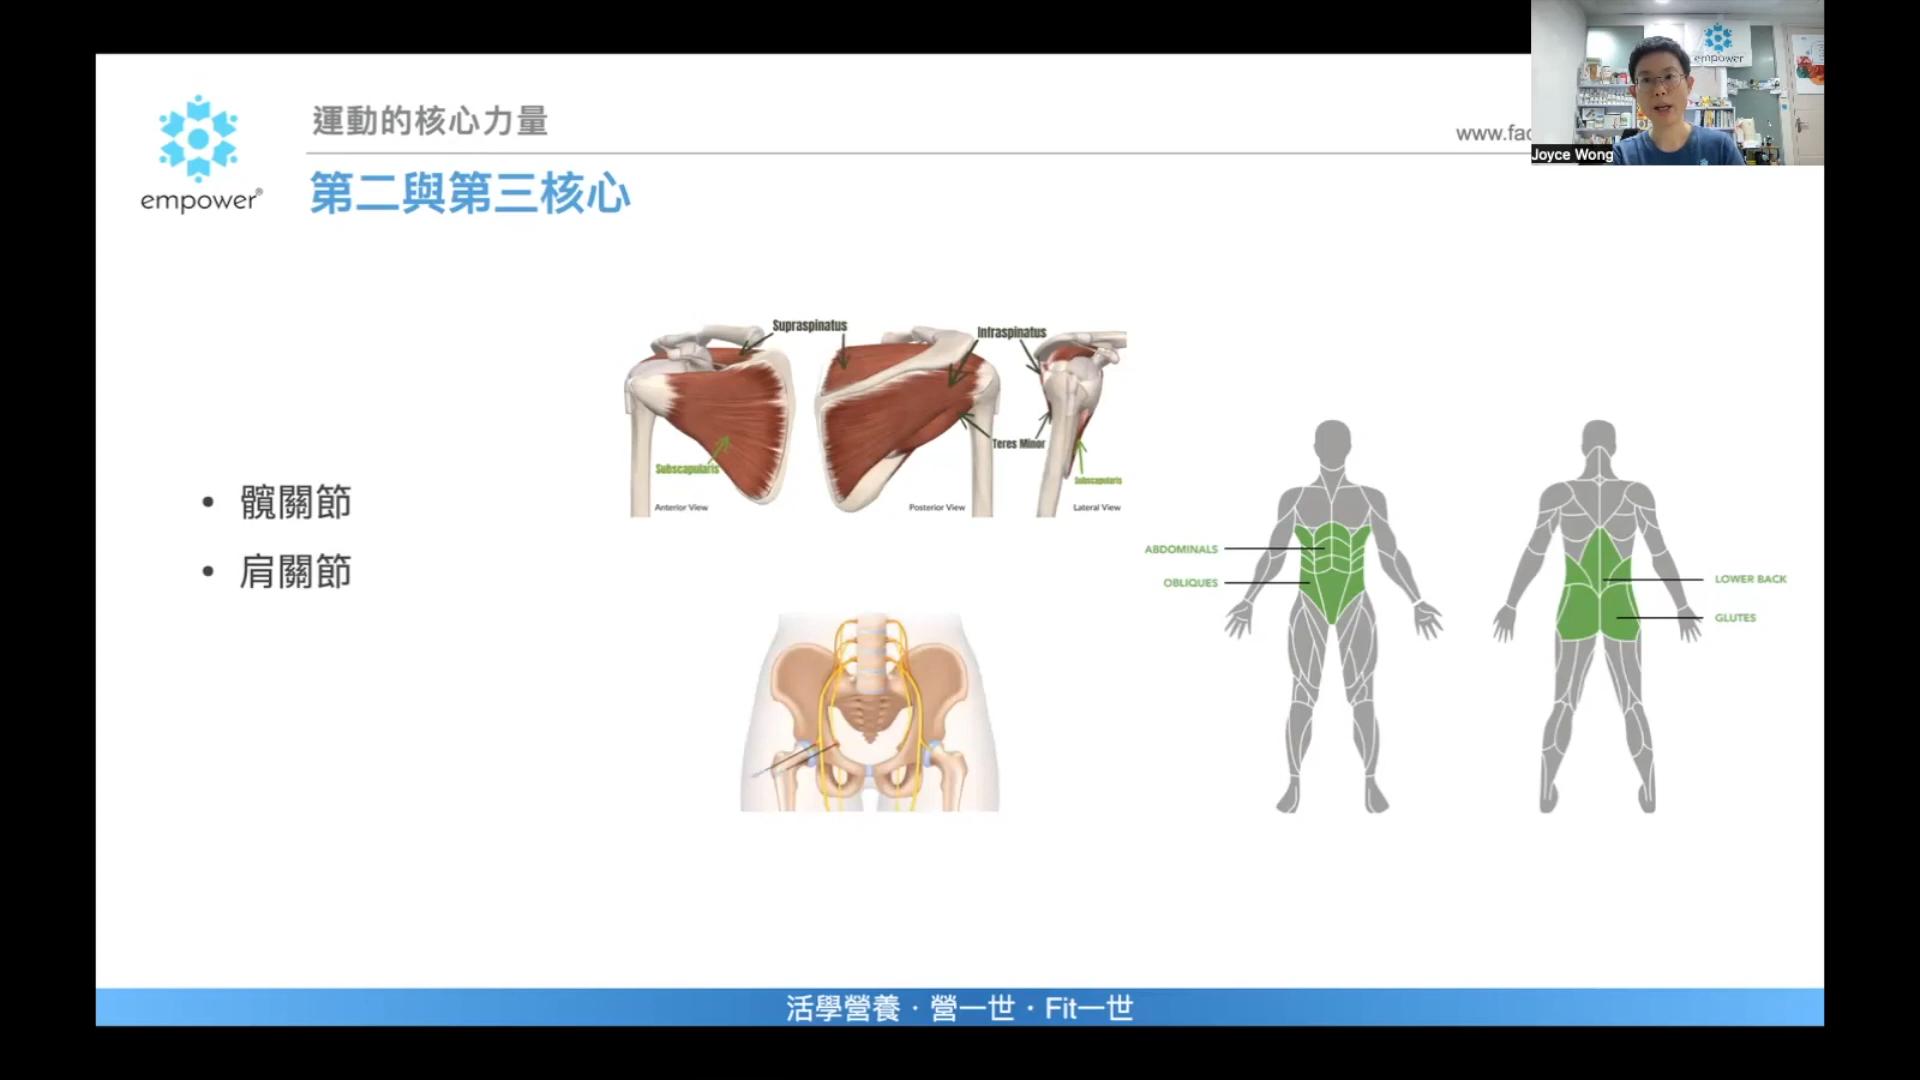 運動的核心力量
www.fac
empower
Joyce Wong
empower®
第二與第三核心
Supraspinatus
Infraspinatus
Teres Minor
Subscapularis
Subscapularis
Anterior View
Posterior View
Lateral View
• 髖關節
• 肩關節
ABDOMINALS
OBLIQUES
LOWER BACK
GLUTES
活學營養 · 營一世 · Fit一世